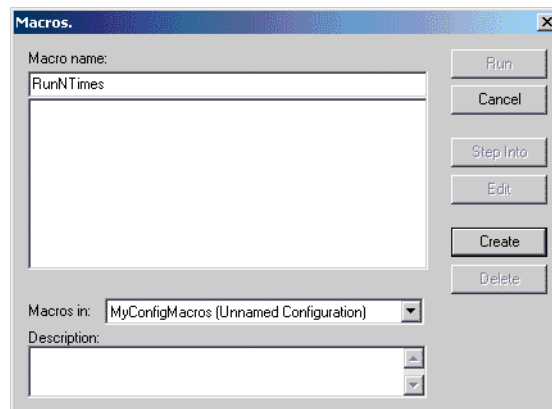 Macros.
Macro name:
RunNTimes
Run
Cancel
Step Into
Edit
Create
Delete
Macros in:
MyConfigMacros (Unnamed Configuration)
Description: